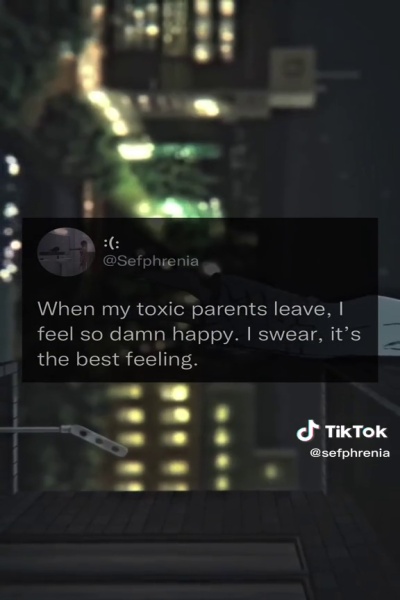 :(:
@Sefphrenia
When my toxic parents leave, I
feel so damn happy. I swear, it's
the best feeling.
TikTok
@sefphrenia